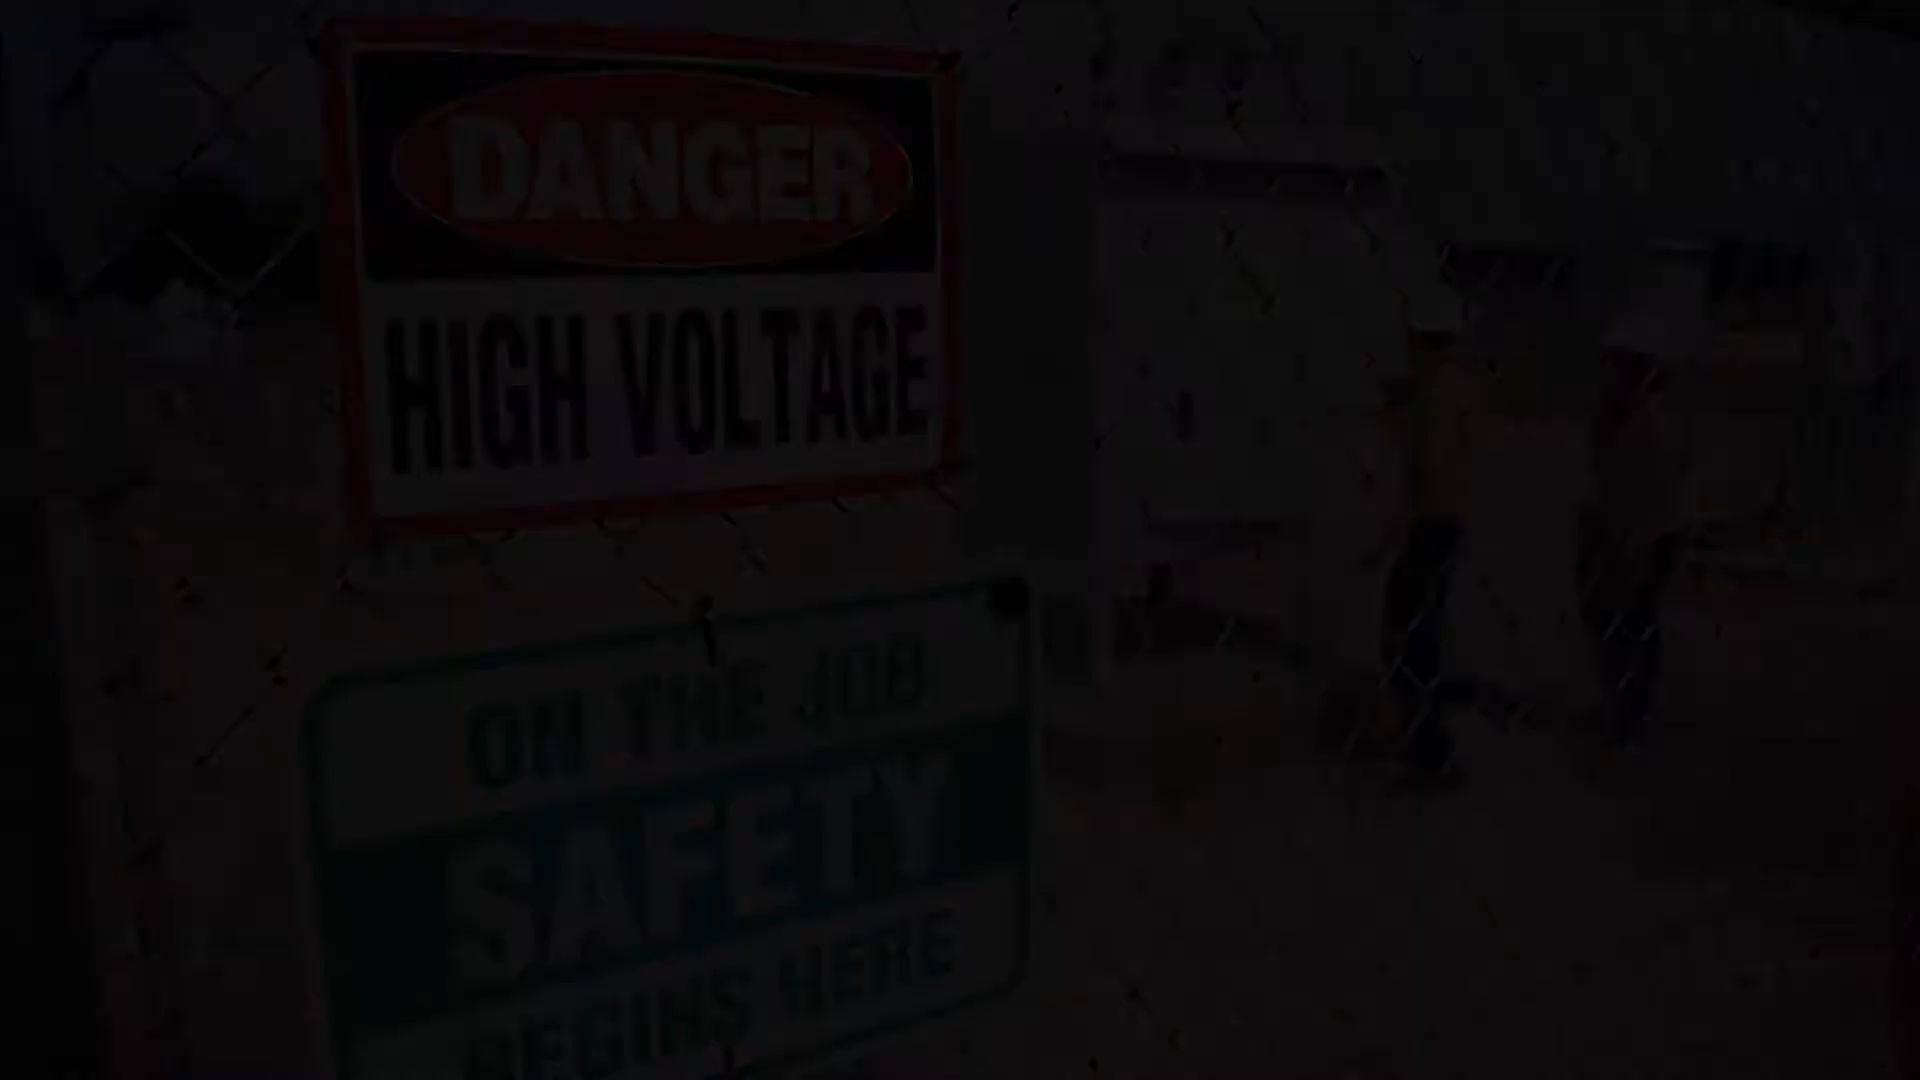 DANGER
HIGH VOLTAGE
ON THE JOB
SAFETY
BEGINS HERE